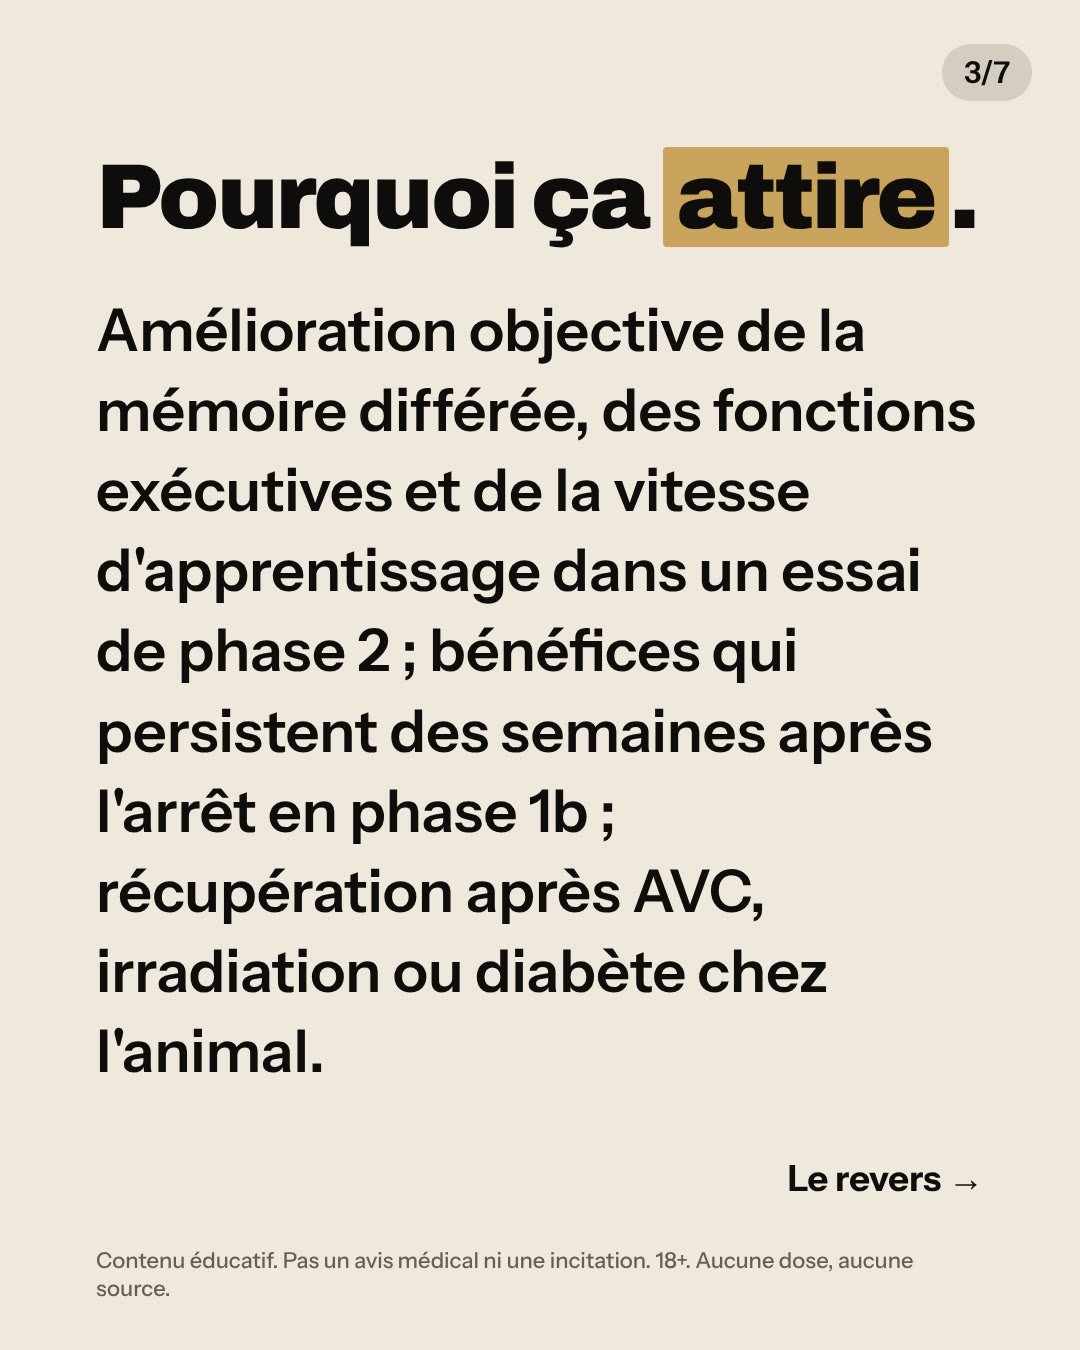 3/7
Pourquoi ça attire.
Amélioration objective de la
mémoire différée, des fonctions
exécutives et de la vitesse
d'apprentissage dans un essai
de phase 2 ; bénéfices qui
persistent des semaines après
l'arrêt en phase 1b ;
récupération après AVC,
irradiation ou diabète chez
l'animal.
Le revers →
Contenu éducatif. Pas un avis médical ni une incitation. 18+. Aucune dose, aucune
source.